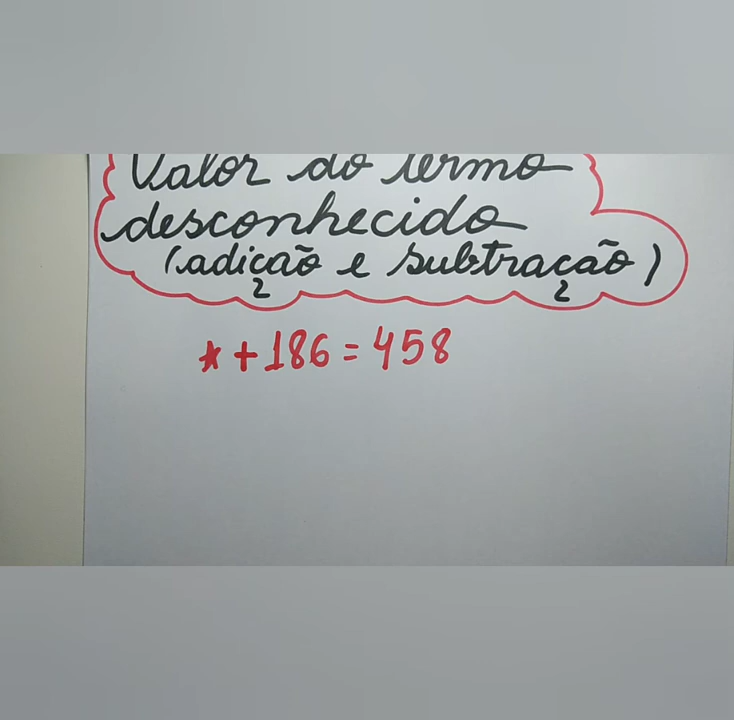 Valor do termo
desconhecido
(adição e subtração)
★ + 186 = 458